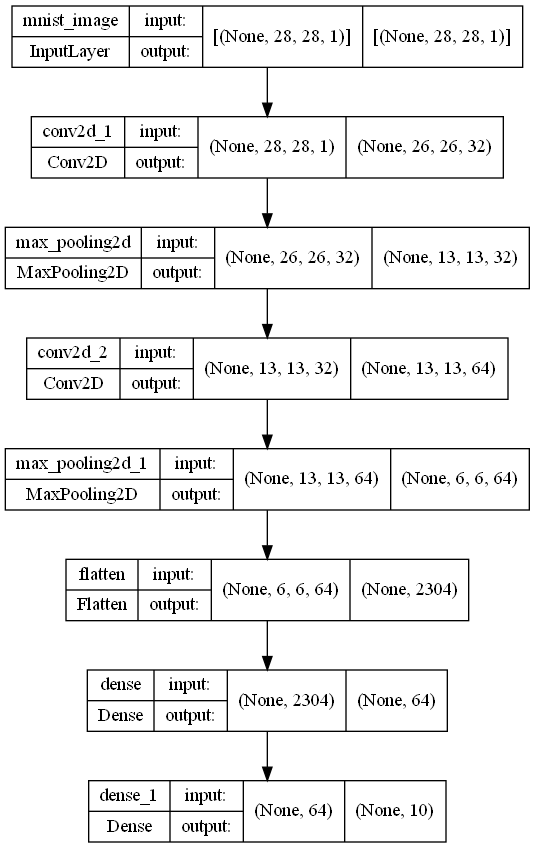 mnist_image input: [(None, 28, 28, 1)] [(None, 28, 28, 1)]
InputLayer output:
conv2d_1 input: (None, 28, 28, 1) (None, 26, 26, 32)
Conv2D output:
max_pooling2d input: (None, 26, 26, 32) (None, 13, 13, 32)
MaxPooling2D output:
conv2d_2 input: (None, 13, 13, 32) (None, 13, 13, 64)
Conv2D output:
max_pooling2d_1 input: (None, 13, 13, 64) (None, 6, 6, 64)
MaxPooling2D output:
flatten input: (None, 6, 6, 64) (None, 2304)
Flatten output:
dense input: (None, 2304) (None, 64)
Dense output:
dense_1 input: (None, 64) (None, 10)
Dense output: